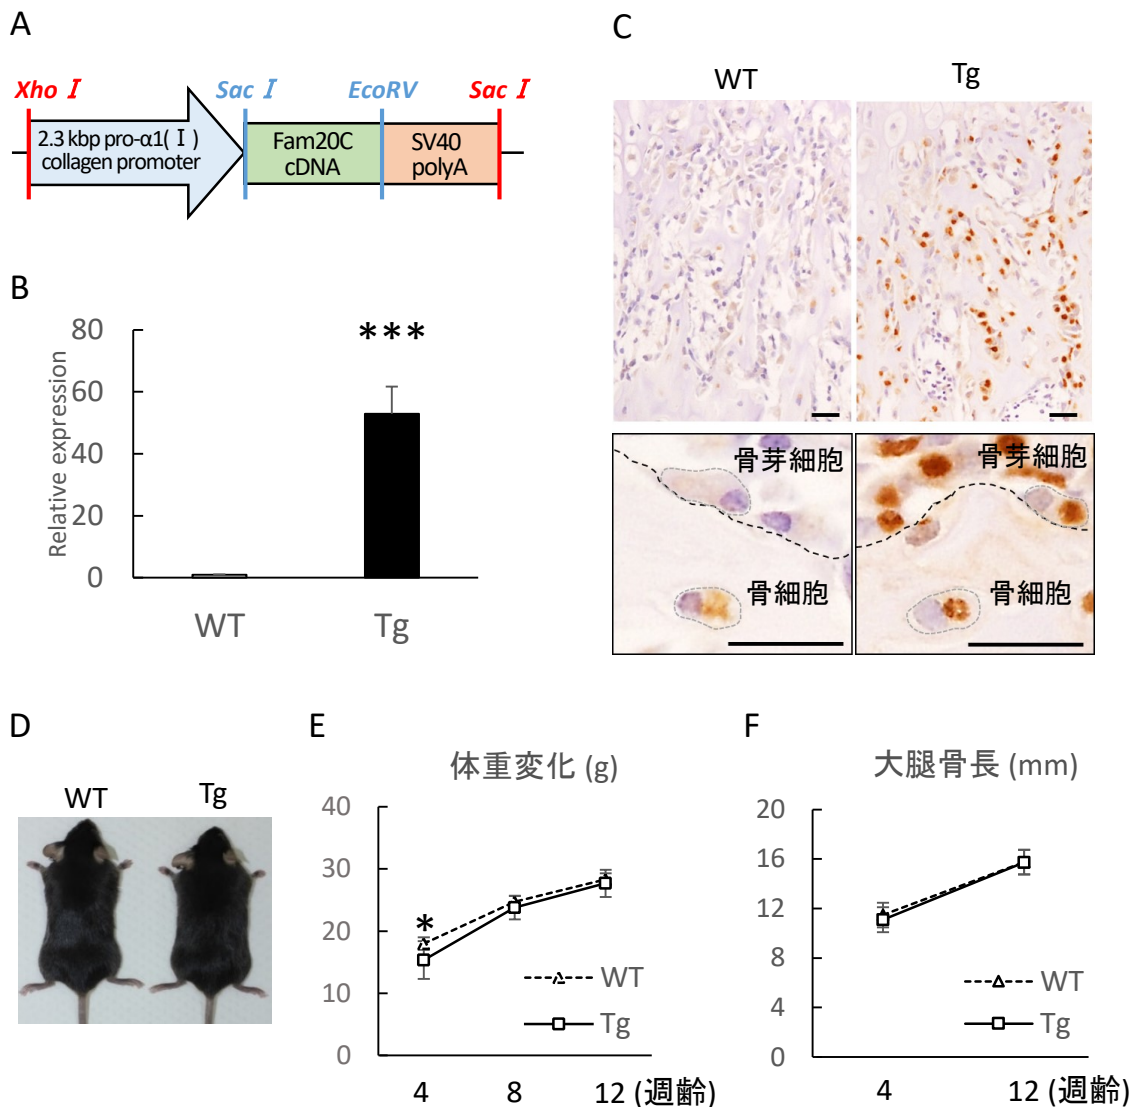 A
Xho I
Sac I
EcoRV
Sac I
2.3 kbp pro-α1(Ⅰ)
collagen promoter
Fam20C
cDNA
SV40
polyA
B
Relative expression
80
60
40
20
0
***
WT
Tg
C
WT
Tg
骨芽細胞
骨芽細胞
骨細胞
骨細胞
D
WT
Tg
E
体重変化 (g)
40
30
20
10
0
*
WT
Tg
4
8
12 (週齢)
F
大腿骨長 (mm)
20
16
12
8
4
0
WT
Tg
4
12 (週齢)